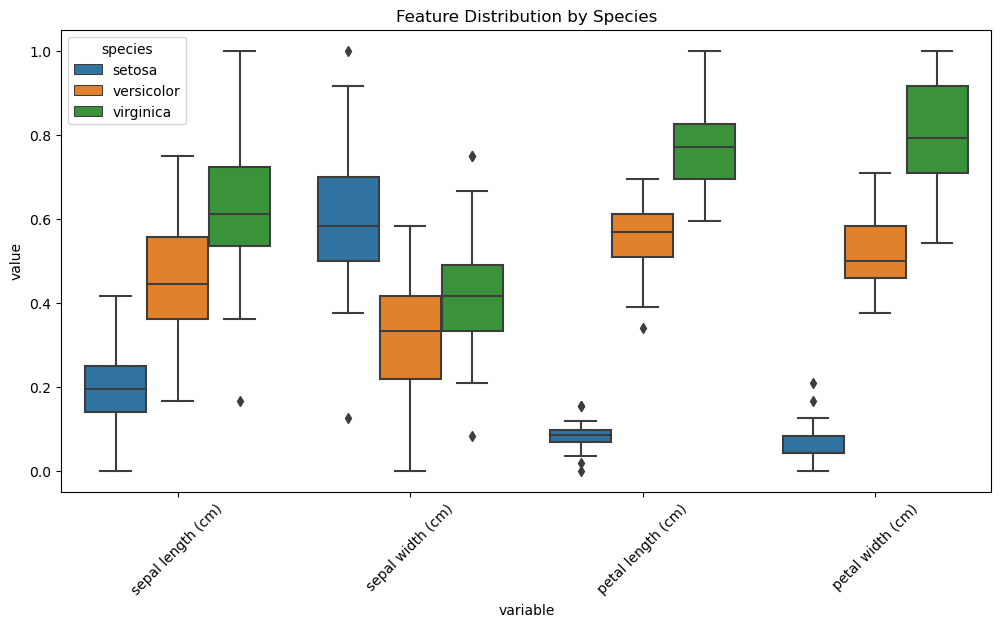 Feature Distribution by Species
species
setosa
versicolor
virginica
1.0
0.8
0.6
0.4
0.2
0.0
value
sepal length (cm)
sepal width (cm)
petal length (cm)
petal width (cm)
variable